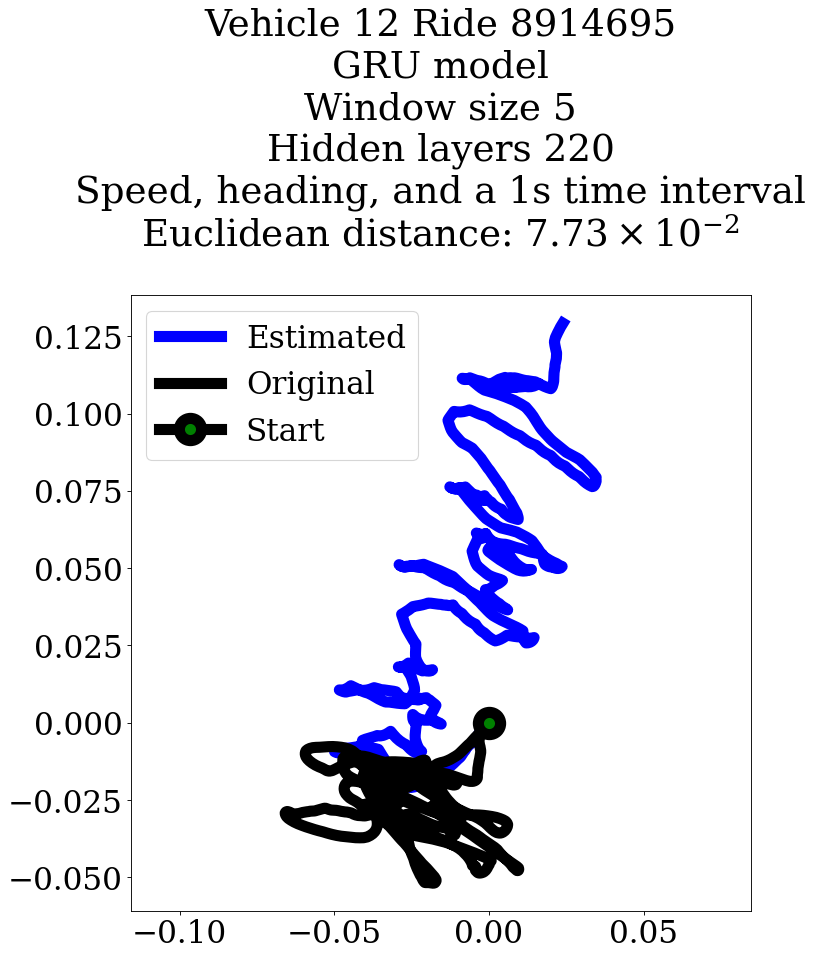 Vehicle 12 Ride 8914695
GRU model
Window size 5
Hidden layers 220
Speed, heading, and a 1s time interval
Euclidean distance: 7.73 × 10⁻²
Estimated
Original
Start
0.125
0.100
0.075
0.050
0.025
0.000
−0.025
−0.050
−0.10
−0.05
0.00
0.05